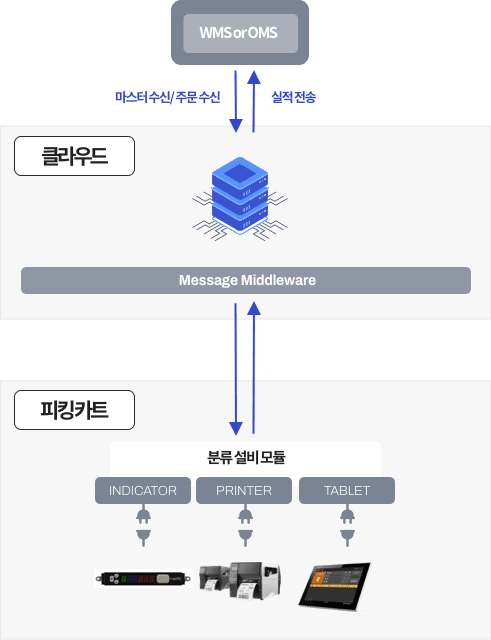 WMS or OMS
마스터 수신/ 주문 수신
실적 전송
클라우드
Message Middleware
피킹카트
분류 설비 모듈
INDICATOR
PRINTER
TABLET